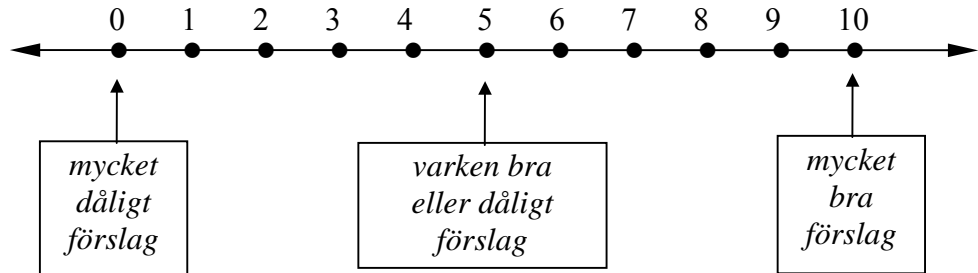 0 1 2 3 4 5 6 7 8 9 10
mycket
dåligt
förslag
varken bra
eller dåligt
förslag
mycket
bra
förslag